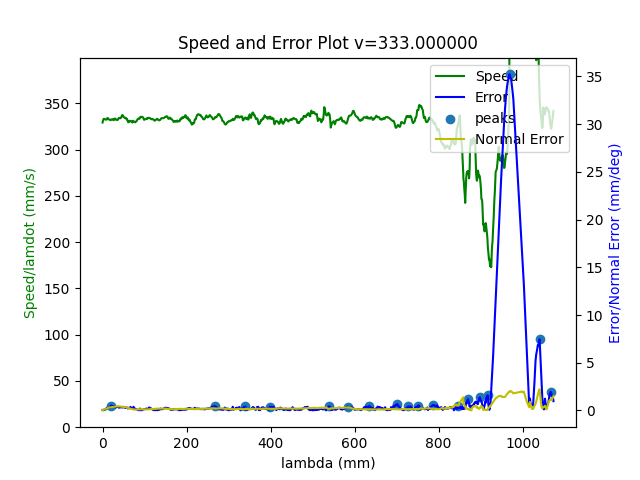 Speed and Error Plot v=333.000000
Speed
Error
peaks
Normal Error
Speed/lamdot (mm/s)
350
300
250
200
150
100
50
0
35
30
25
20
15
10
5
0
Error/Normal Error (mm/deg)
0 200 400 600 800 1000
lambda (mm)